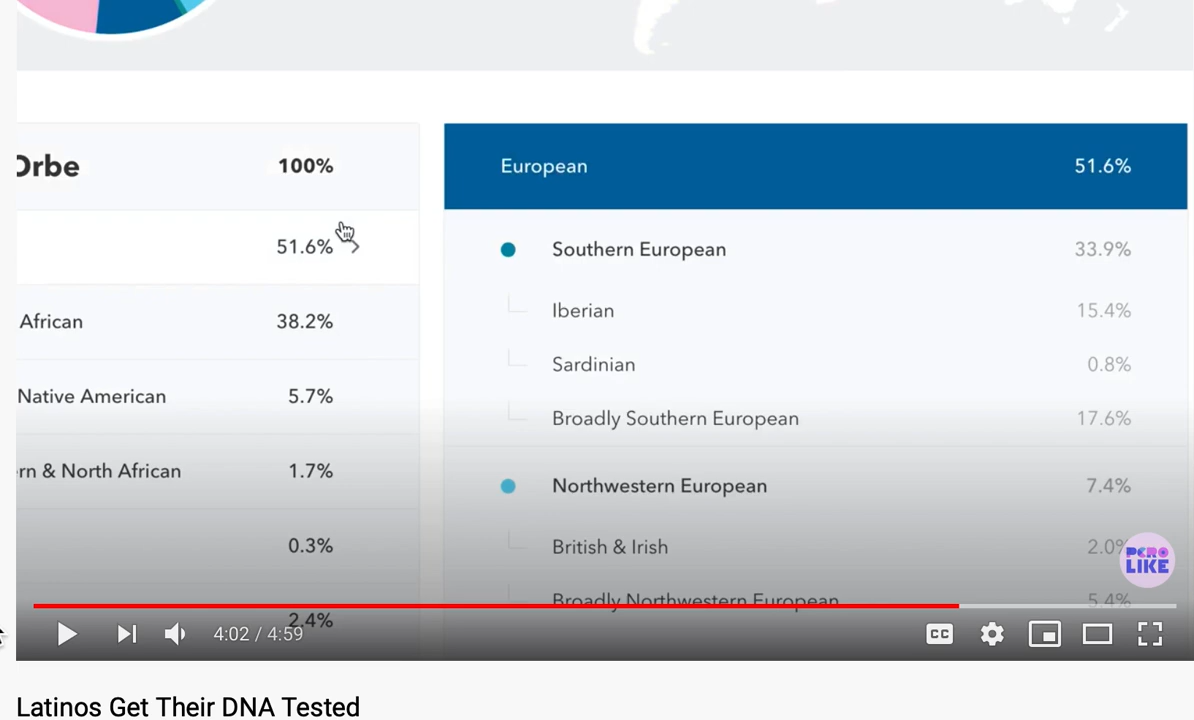 Orbe 100%
51.6%
African 38.2%
Native American 5.7%
rn & North African 1.7%
0.3%
2.4%
European 51.6%
Southern European 33.9%
Iberian 15.4%
Sardinian 0.8%
Broadly Southern European 17.6%
Northwestern European 7.4%
British & Irish 2.0%
Broadly Northwestern European 5.4%
PERO
LIKE
4:02 / 4:59
CC
Latinos Get Their DNA Tested